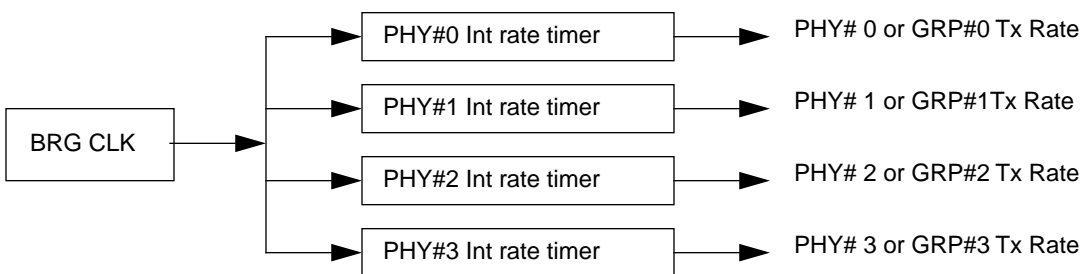 PHY#0 Int rate timer
PHY# 0 or GRP#0 Tx Rate
PHY#1 Int rate timer
PHY# 1 or GRP#1Tx Rate
BRG CLK
PHY#2 Int rate timer
PHY# 2 or GRP#2 Tx Rate
PHY#3 Int rate timer
PHY# 3 or GRP#3 Tx Rate